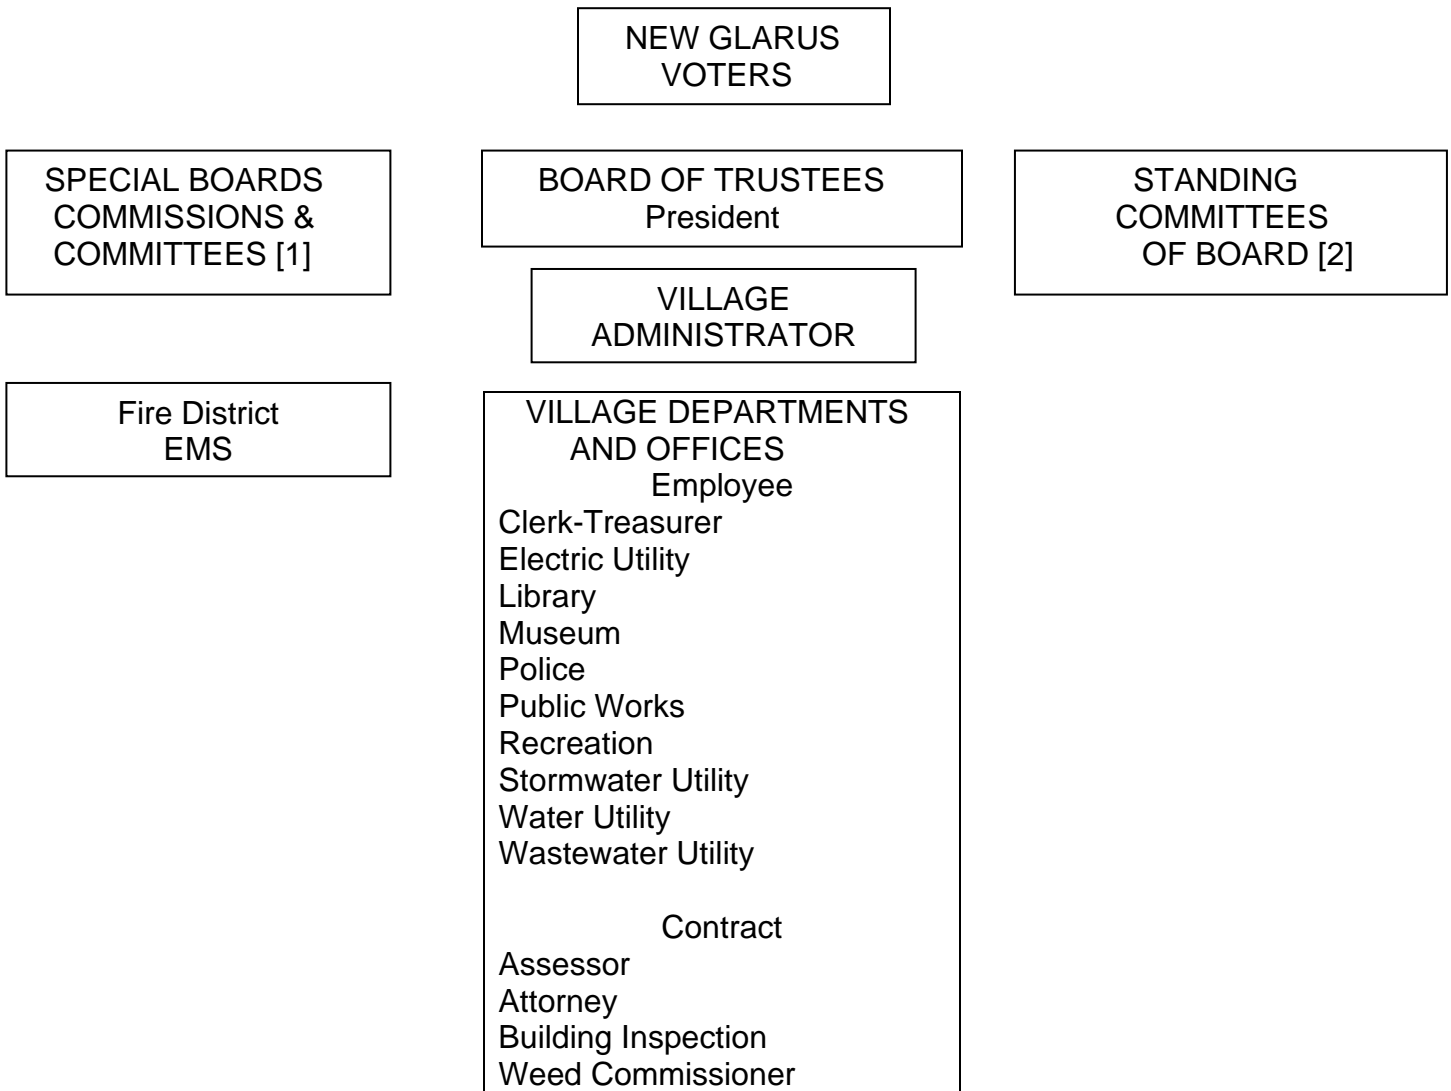 NEW GLARUS
VOTERS
SPECIAL BOARDS
COMMISSIONS &
COMMITTEES [1]
BOARD OF TRUSTEES
President
STANDING
COMMITTEES
OF BOARD [2]
VILLAGE
ADMINISTRATOR
Fire District
EMS
VILLAGE DEPARTMENTS
AND OFFICES
Employee
Clerk-Treasurer
Electric Utility
Library
Museum
Police
Public Works
Recreation
Stormwater Utility
Water Utility
Wastewater Utility
Contract
Assessor
Attorney
Building Inspection
Weed Commissioner